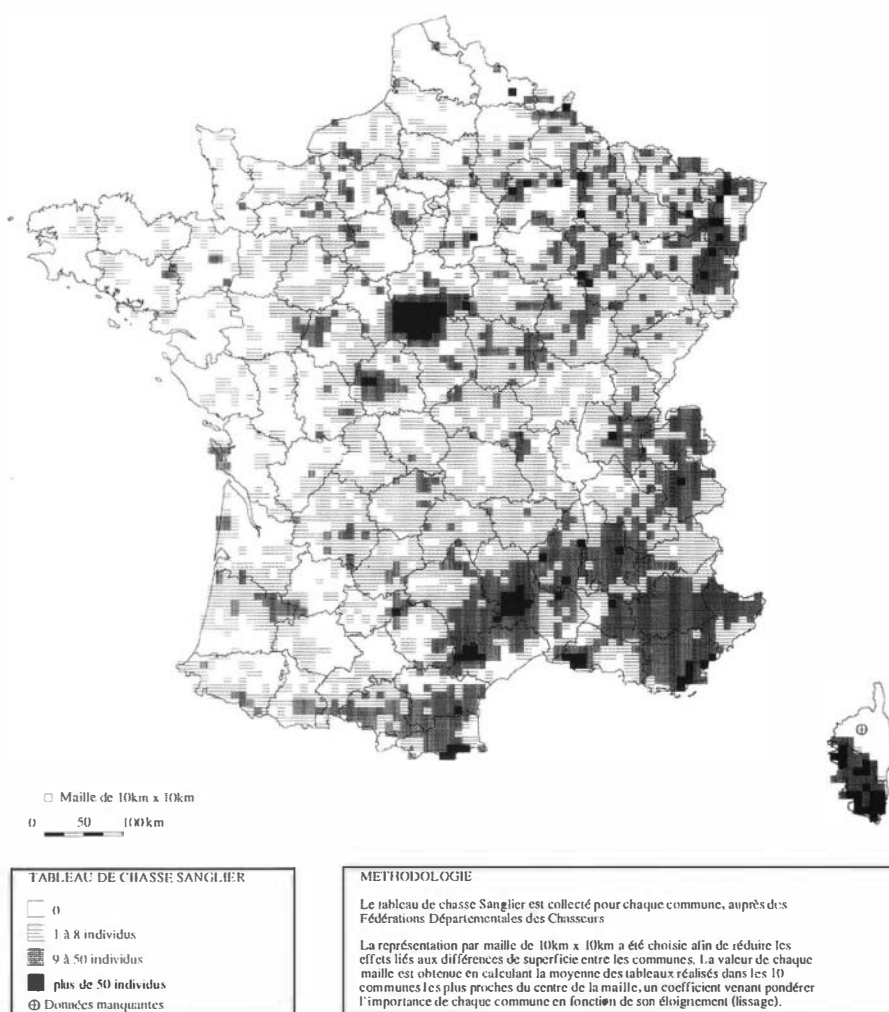 Maille de 10km x 10km
0 50 100km
TABLEAU DE CHASSE SANGLIER
0
1 à 8 individus
9 à 50 individus
plus de 50 individus
Données manquantes
METHODOLOGIE
Le tableau de chasse Sanglier est collecté pour chaque commune, auprès des
Fédérations Départementales des Chasseurs
La représentation par maille de 10km x 10km a été choisie afin de réduire les
effets liés aux différences de superficie entre les communes. La valeur de chaque
maille est obtenue en calculant la moyenne des tableaux réalisés dans les 10
communes les plus proches du centre de la maille, un coefficient venant pondérer
l'importance de chaque commune en fonction de son éloignement (lissage).